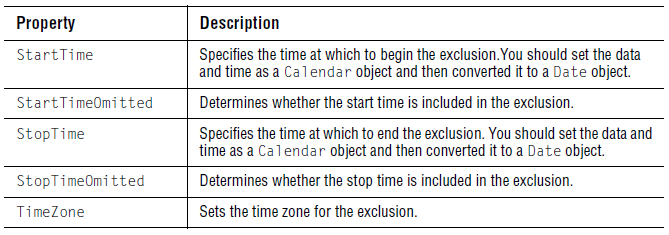 Property Description
StartTime Specifies the time at which to begin the exclusion.You should set the data
and time as a Calendar object and then converted it to a Date object.
StartTimeOmitted Determines whether the start time is included in the exclusion.
StopTime Specifies the time at which to end the exclusion. You should set the data and
time as a Calendar object and then converted it to a Date object.
StopTimeOmitted Determines whether the stop time is included in the exclusion.
TimeZone Sets the time zone for the exclusion.